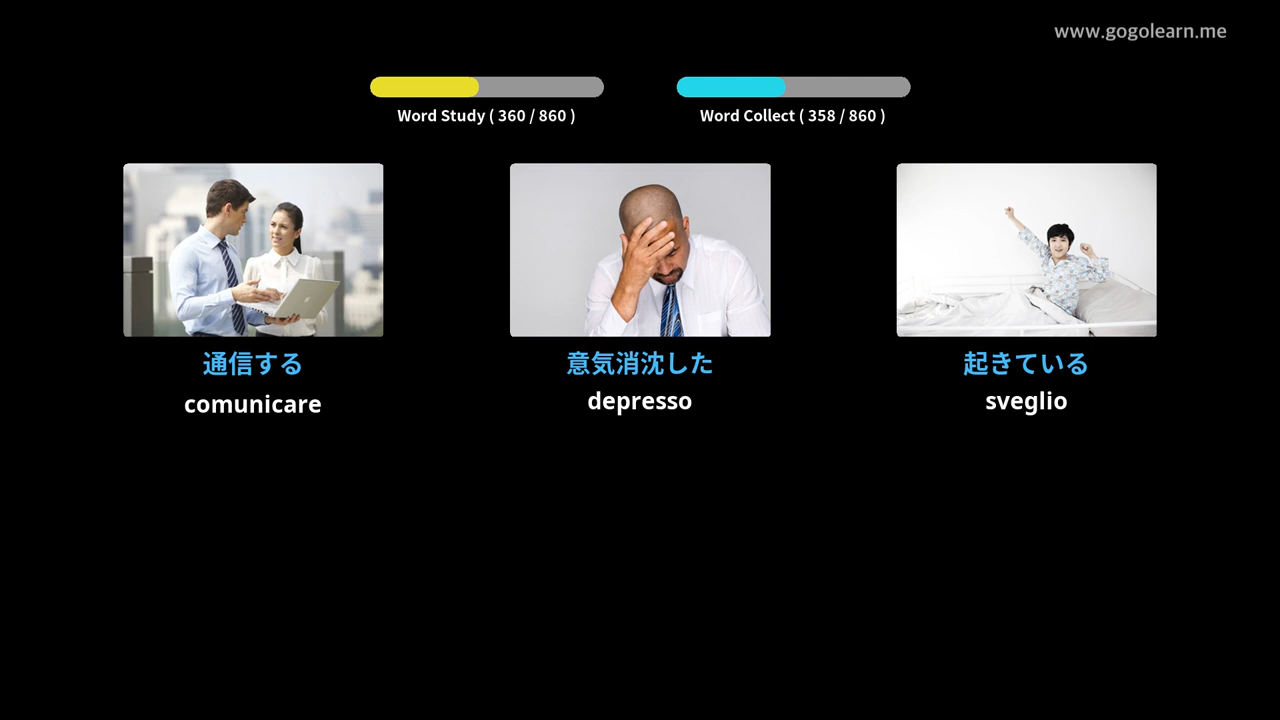 www.gogolearn.me
Word Study ( 360 / 860 )
Word Collect ( 358 / 860 )
通信する
comunicare
意気消沈した
depresso
起きている
sveglio